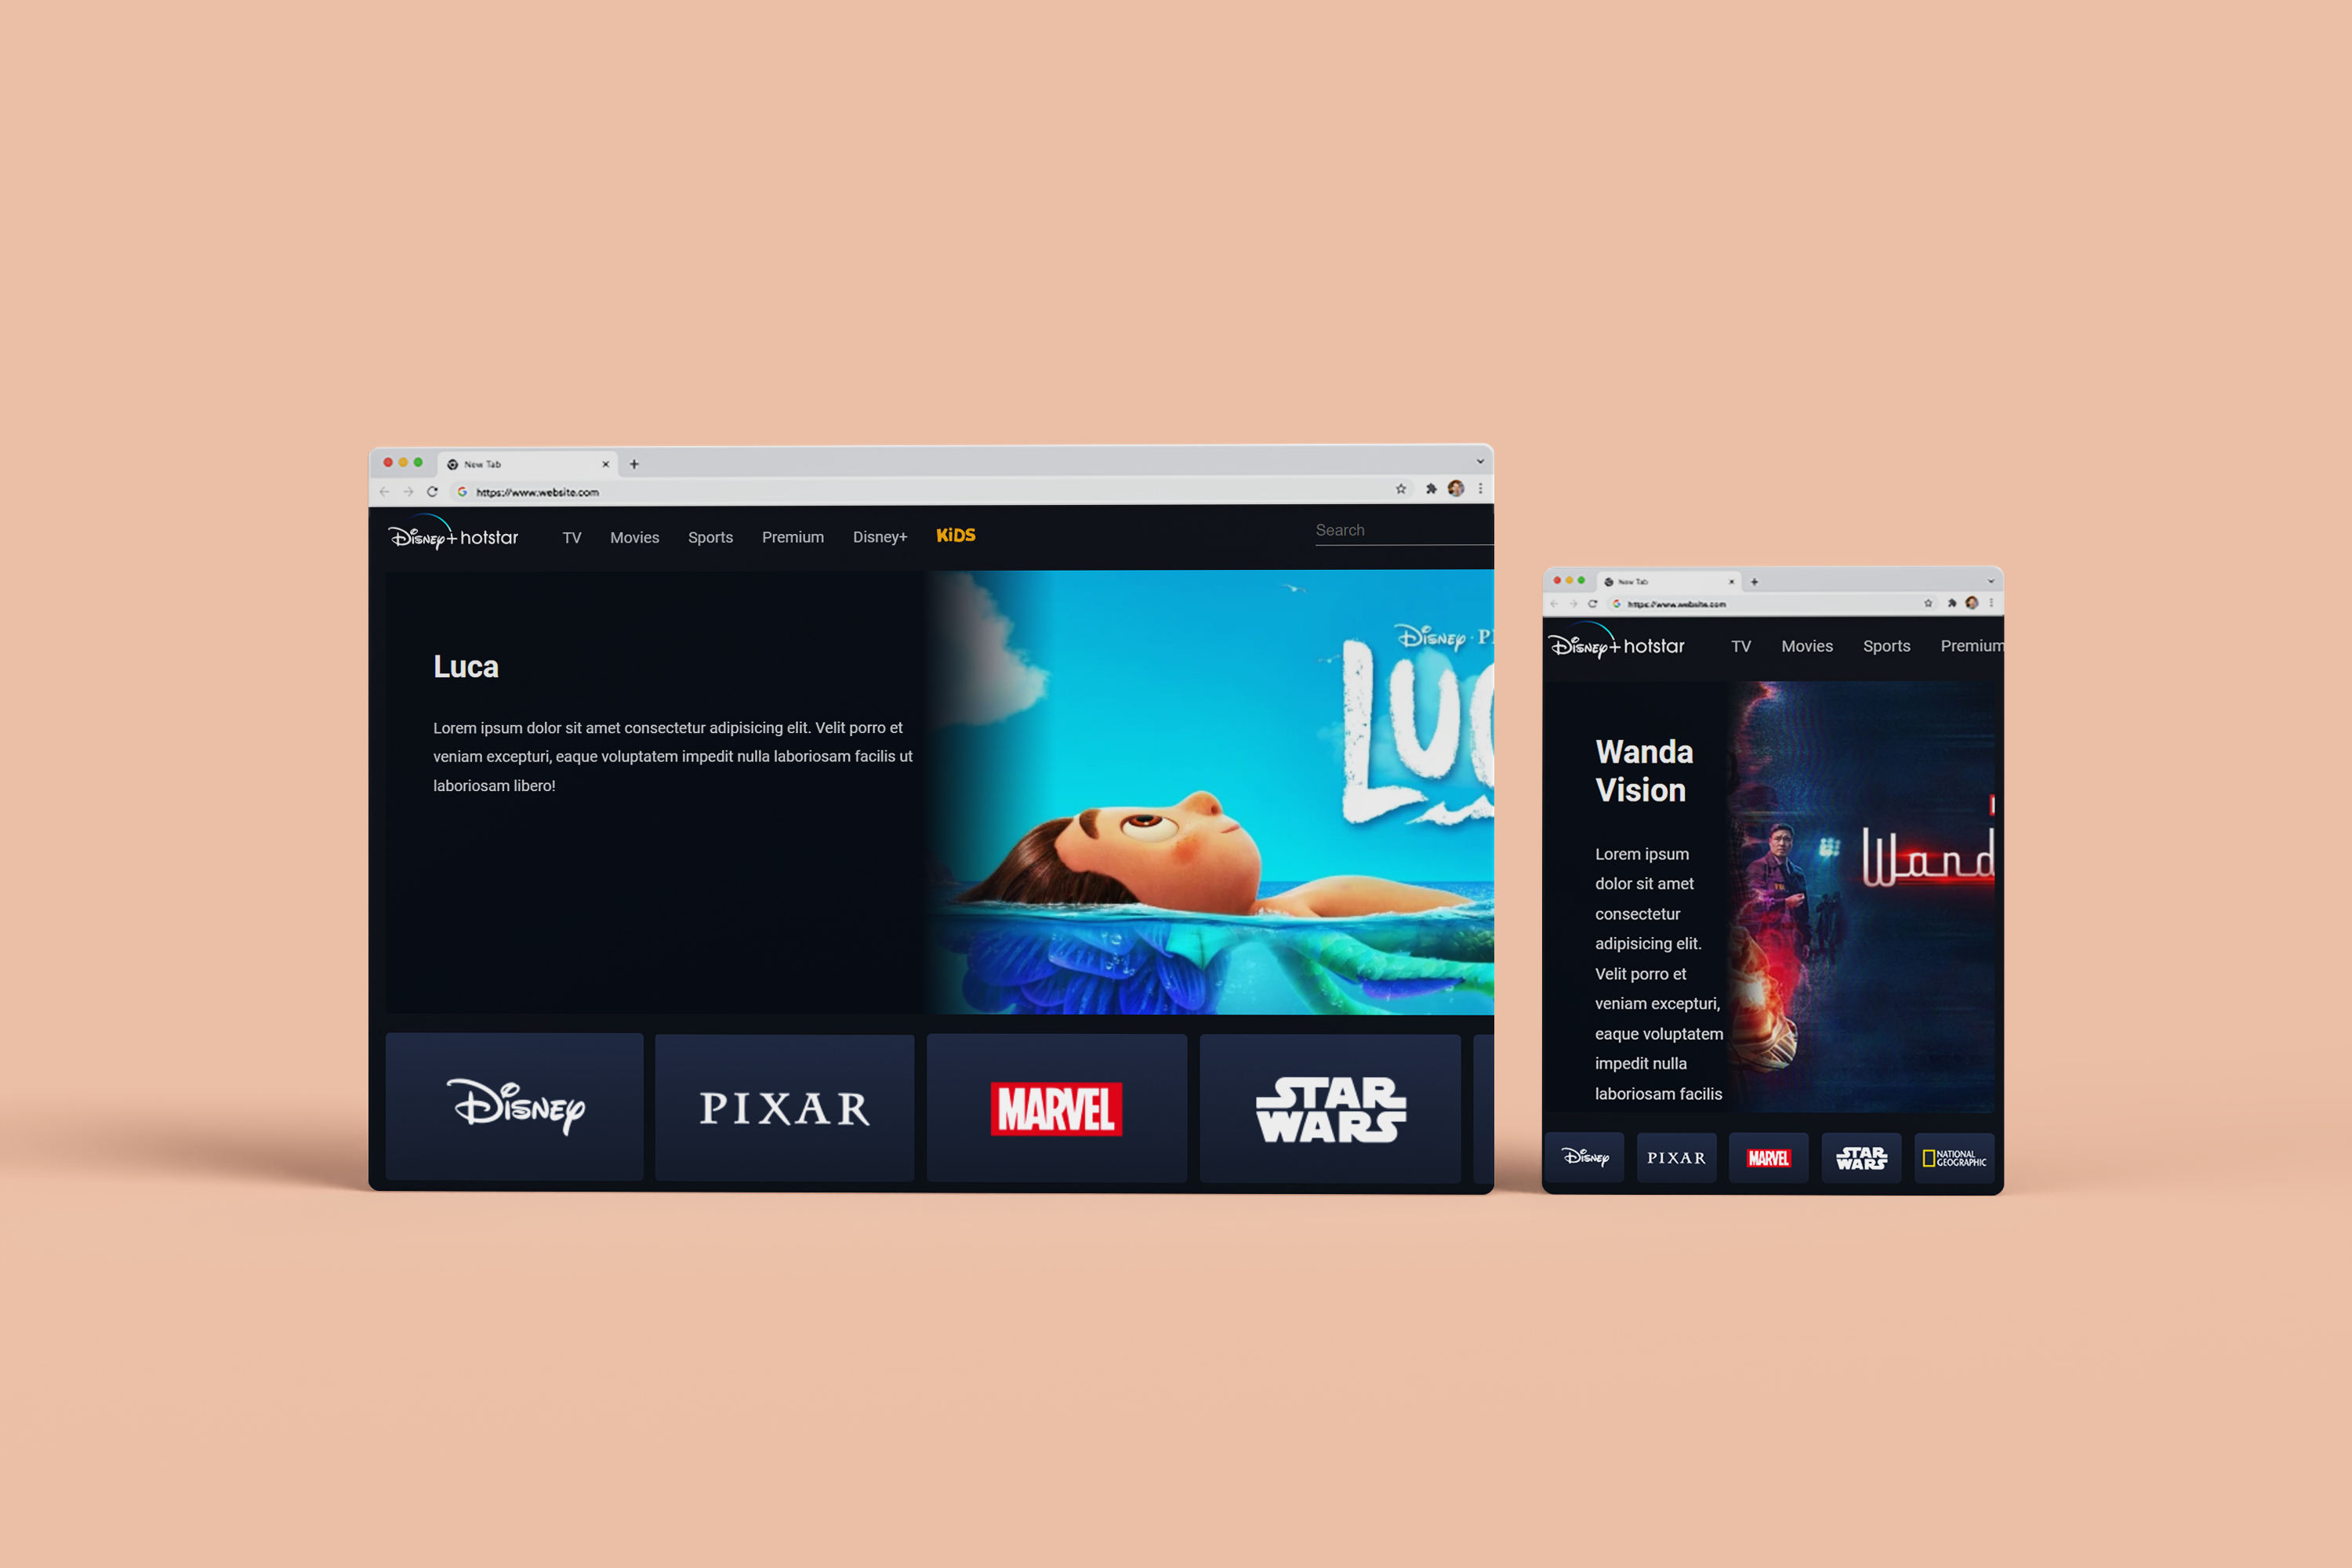 New Tab
https://www.website.com
Disney+ hotstar TV Movies Sports Premium Disney+ KiDS Search
Luca
Lorem ipsum dolor sit amet consectetur adipisicing elit. Velit porro et
veniam excepturi, eaque voluptatem impedit nulla laboriosam facilis ut
laboriosam libero!
Disney · P
LUC
Disney
PIXAR
MARVEL
STAR
WARS
New Tab
https://www.website.com
Disney+ hotstar TV Movies Sports Premium
Wanda
Vision
Lorem ipsum
dolor sit amet
consectetur
adipisicing elit.
Velit porro et
veniam excepturi,
eaque voluptatem
impedit nulla
laboriosam facilis
Wand
Disney
PIXAR
MARVEL
STAR
WARS
NATIONAL
GEOGRAPHIC